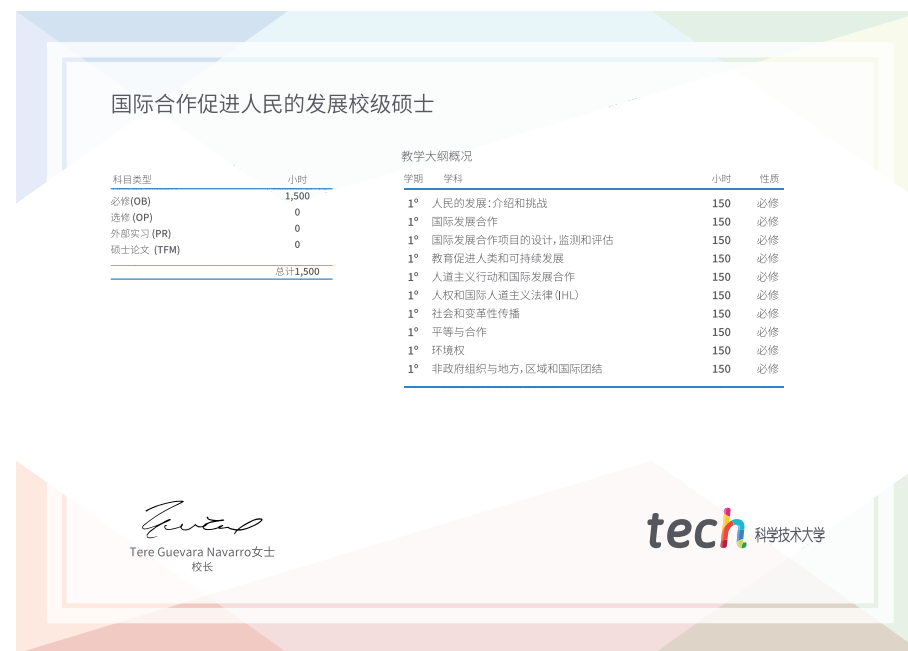 国际合作促进人民的发展校级硕士
科目类型 小时
必修(OB) 1,500
选修 (OP) 0
外部实习 (PR) 0
硕士论文 (TFM) 0
总计1,500
教学大纲概况
学期 学科 小时 性质
1º 人民的发展：介绍和挑战 150 必修
1º 国际发展合作 150 必修
1º 国际发展合作项目的设计，监测和评估 150 必修
1º 教育促进人类和可持续发展 150 必修
1º 人道主义行动和国际发展合作 150 必修
1º 人权和国际人道主义法律（IHL） 150 必修
1º 社会和变革性传播 150 必修
1º 平等与合作 150 必修
1º 环境权 150 必修
1º 非政府组织与地方，区域和国际团结 150 必修
Tere Guevara Navarro女士
校长
tech 科学技术大学